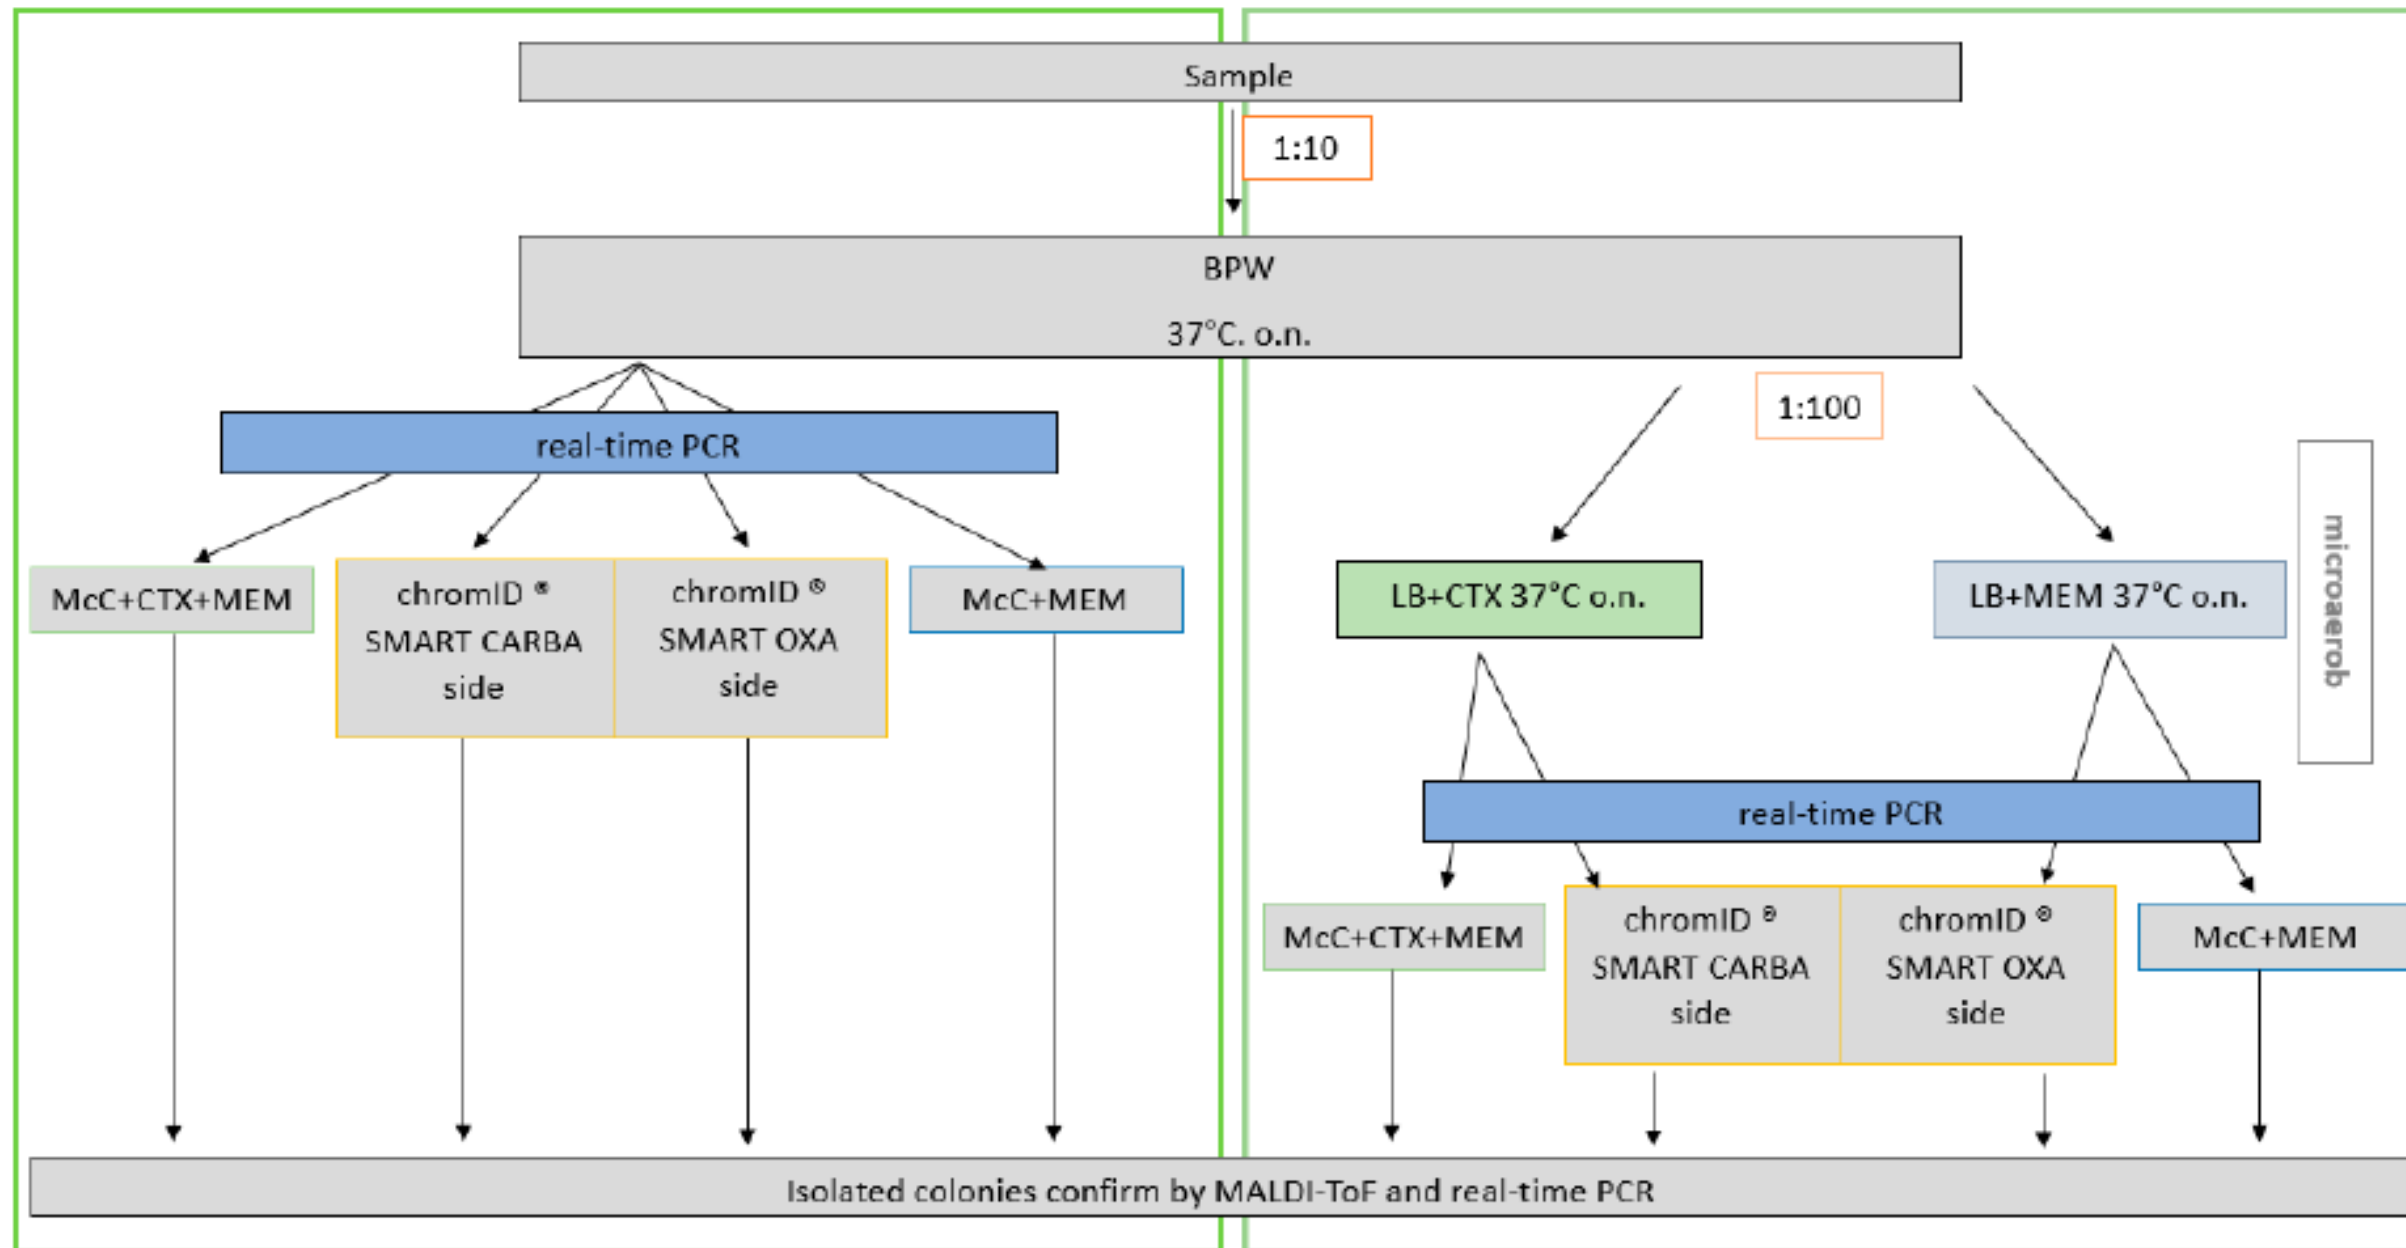 Sample
1:10
BPW
37°C. o.n.
1:100
real-time PCR
microaerob
McC+CTX+MEM
chromID ®
SMART CARBA
side
chromID ®
SMART OXA
side
McC+MEM
LB+CTX 37°C o.n.
LB+MEM 37°C o.n.
real-time PCR
McC+CTX+MEM
chromID ®
SMART CARBA
side
chromID ®
SMART OXA
side
McC+MEM
Isolated colonies confirm by MALDI-ToF and real-time PCR